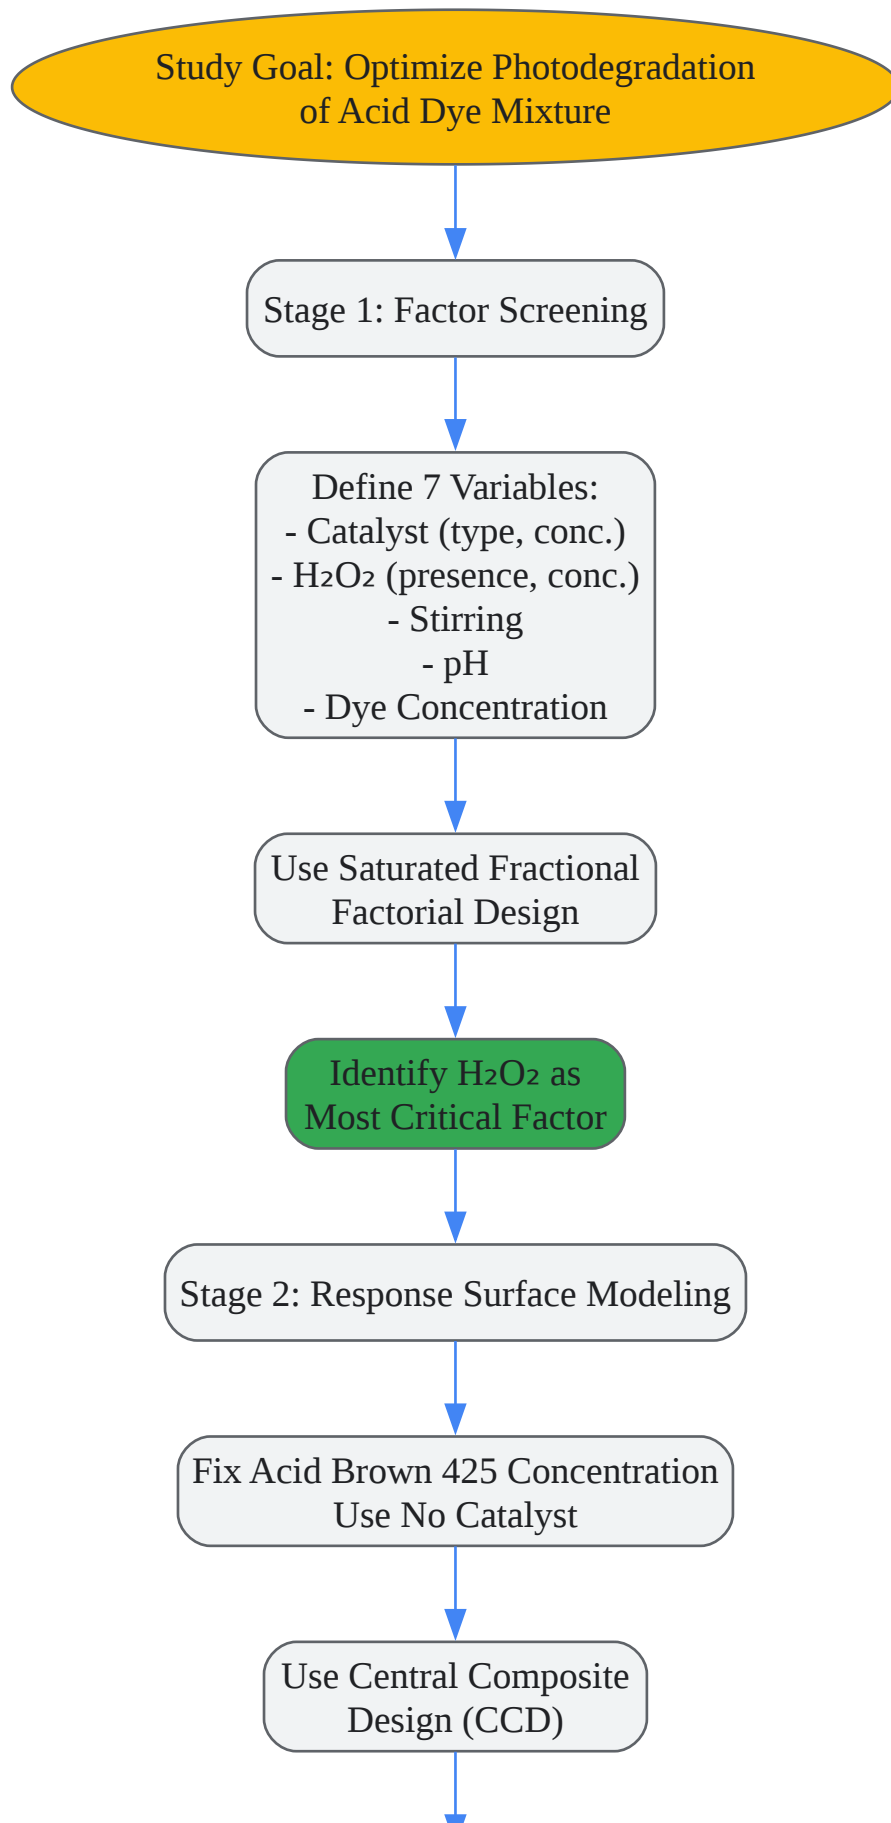 Study Goal: Optimize Photodegradation
of Acid Dye Mixture
Stage 1: Factor Screening
Define 7 Variables:
- Catalyst (type, conc.)
- H₂O₂ (presence, conc.)
- Stirring
- pH
- Dye Concentration
Use Saturated Fractional
Factorial Design
Identify H₂O₂ as
Most Critical Factor
Stage 2: Response Surface Modeling
Fix Acid Brown 425 Concentration
Use No Catalyst
Use Central Composite
Design (CCD)